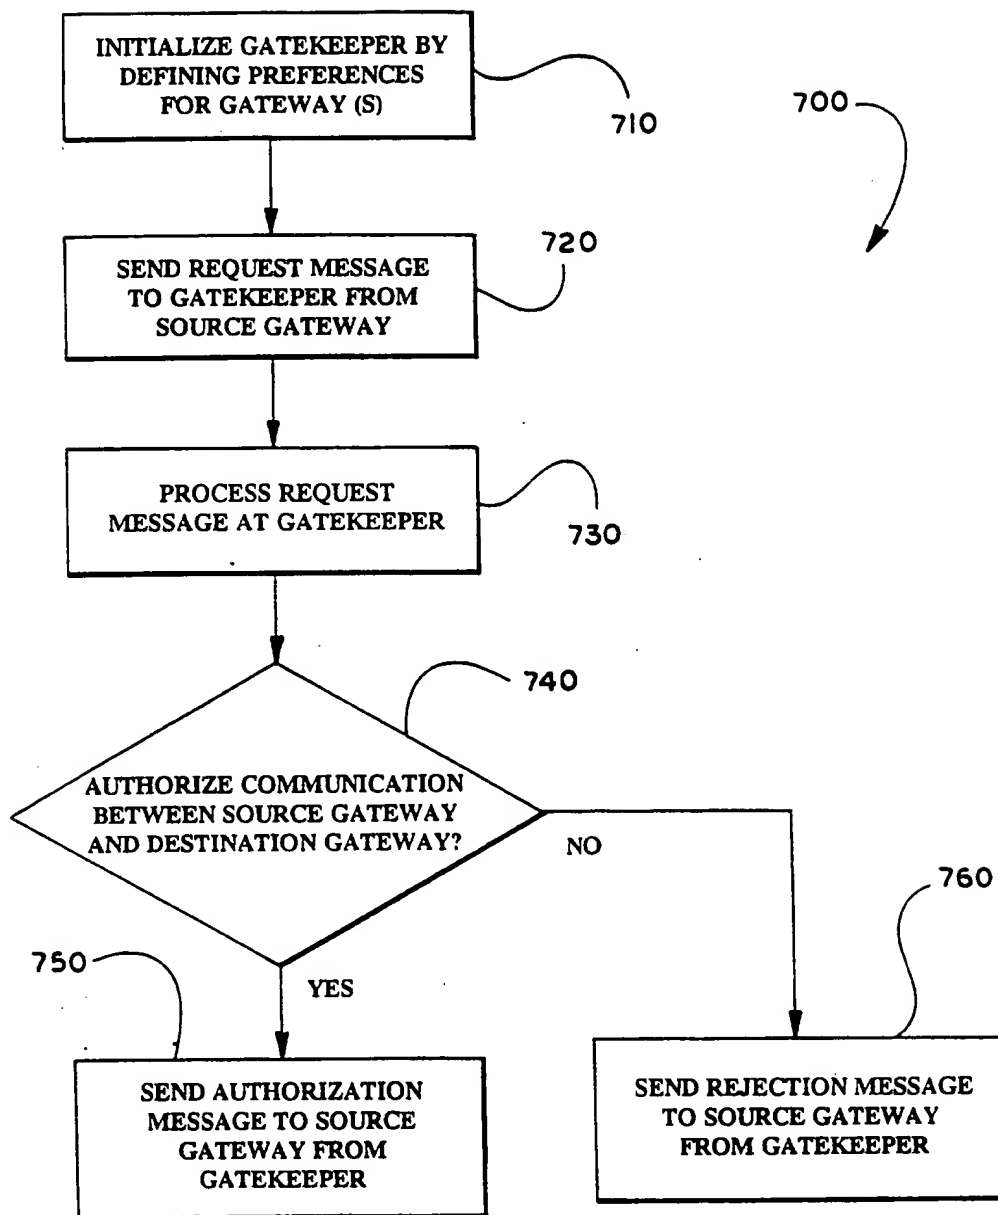 INITIALIZE GATEKEEPER BY
DEFINING PREFERENCES
FOR GATEWAY (S)
710
700
SEND REQUEST MESSAGE
TO GATEKEEPER FROM
SOURCE GATEWAY
720
PROCESS REQUEST
MESSAGE AT GATEKEEPER
730
740
AUTHORIZE COMMUNICATION
BETWEEN SOURCE GATEWAY
AND DESTINATION GATEWAY?
NO
760
750
YES
SEND AUTHORIZATION
MESSAGE TO SOURCE
GATEWAY FROM
GATEKEEPER
SEND REJECTION MESSAGE
TO SOURCE GATEWAY
FROM GATEKEEPER